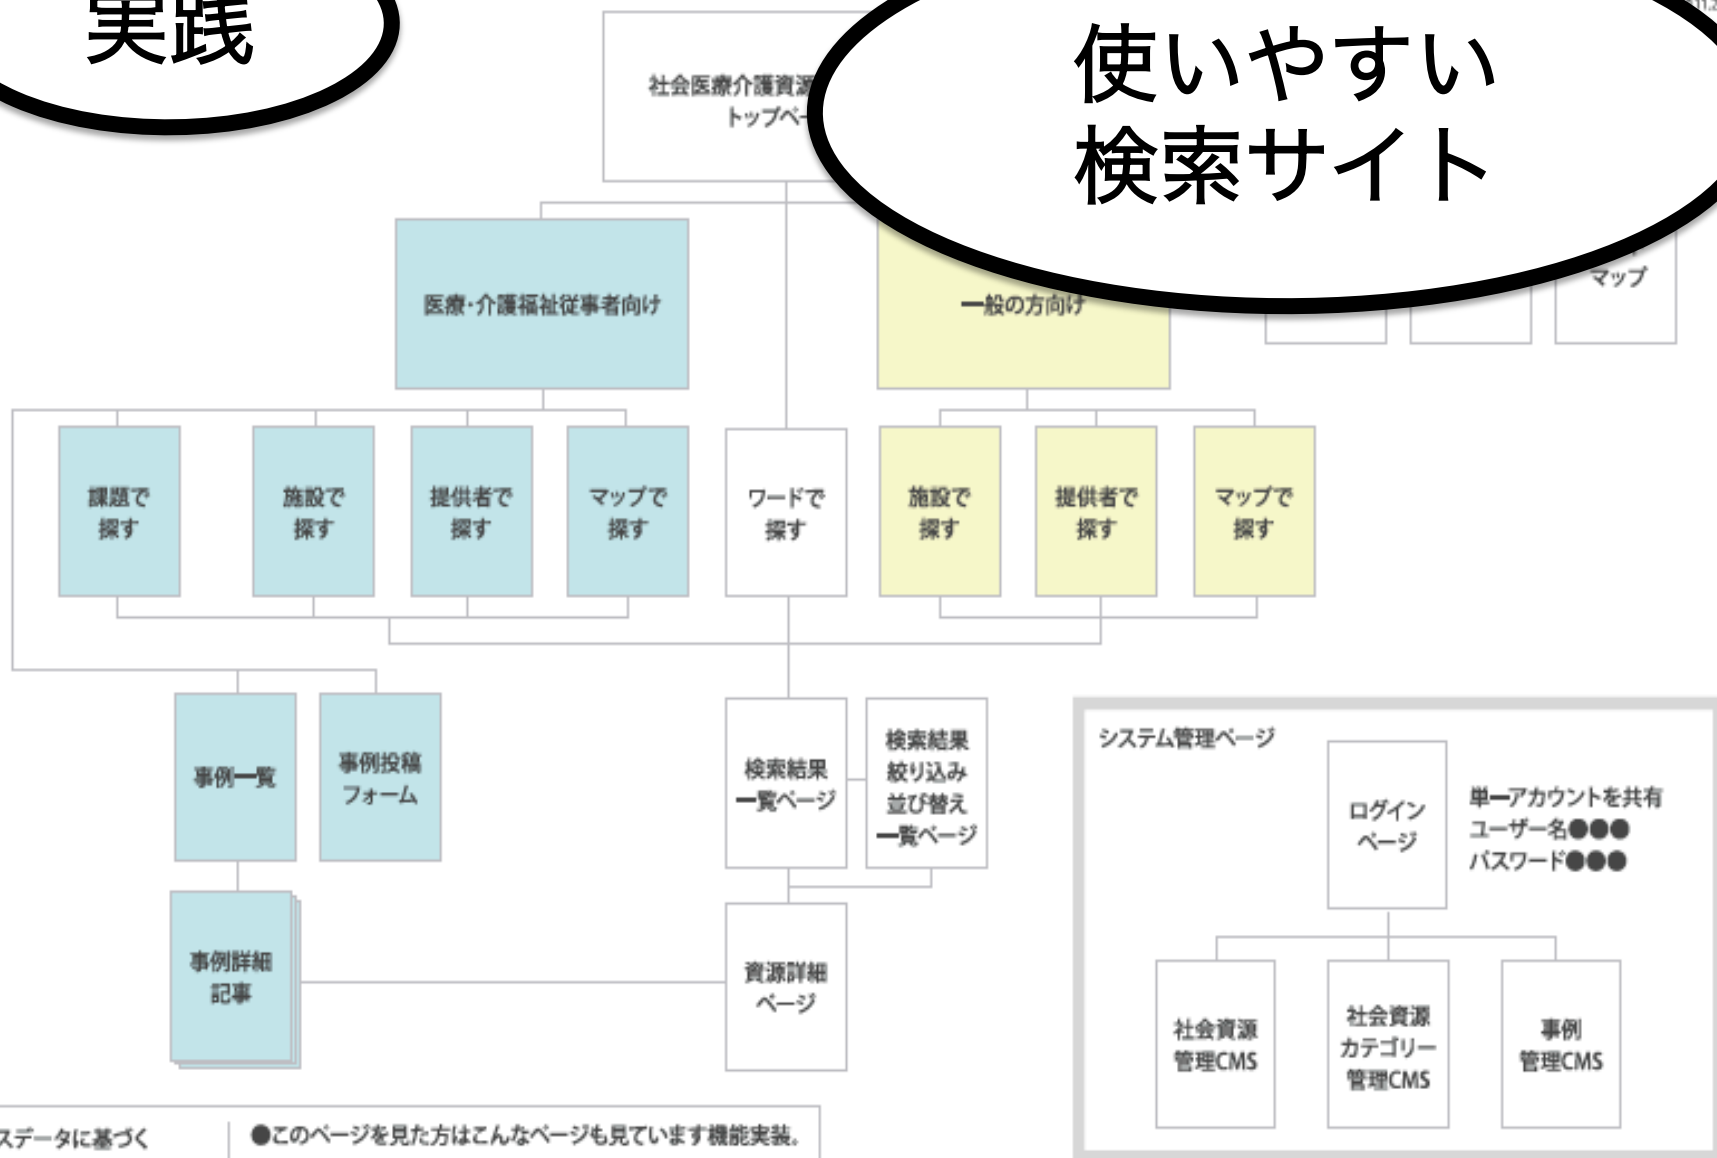 実践
使いやすい
検索サイト
社会医療介護資源
トップペー
医療・介護福祉従事者向け
一般の方向け
マップ
課題で
探す
施設で
探す
提供者で
探す
マップで
探す
ワードで
探す
施設で
探す
提供者で
探す
マップで
探す
事例一覧
事例投稿
フォーム
検索結果
一覧ページ
検索結果
絞り込み
並び替え
一覧ページ
システム管理ページ
ログイン
ページ
単一アカウントを共有
ユーザー名●●●
パスワード●●●
事例詳細
記事
資源詳細
ページ
社会資源
管理CMS
社会資源
カテゴリー
管理CMS
事例
管理CMS
スデータに基づく
●このページを見た方はこんなページも見ています機能実装。